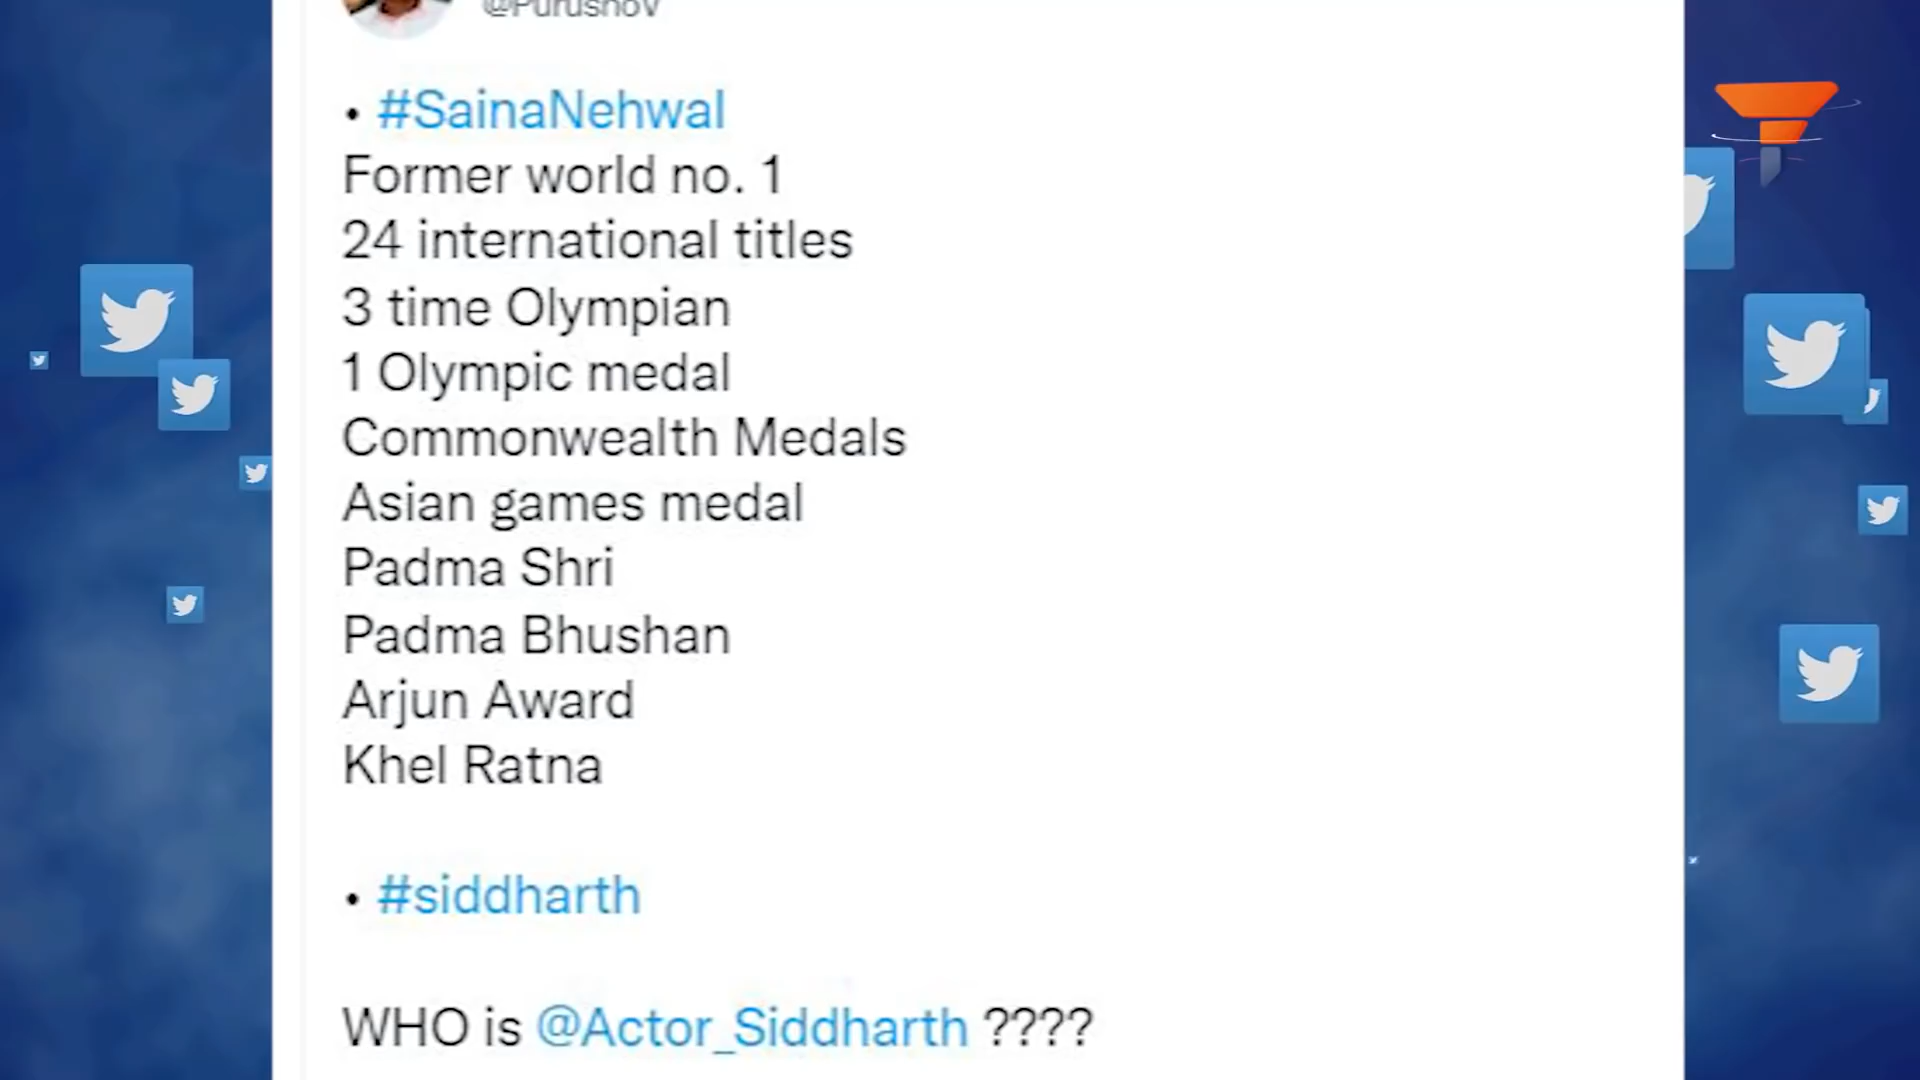 @PurushoV
• #SainaNehwal
Former world no. 1
24 international titles
3 time Olympian
1 Olympic medal
Commonwealth Medals
Asian games medal
Padma Shri
Padma Bhushan
Arjun Award
Khel Ratna
• #siddharth
WHO is @Actor_Siddharth ????